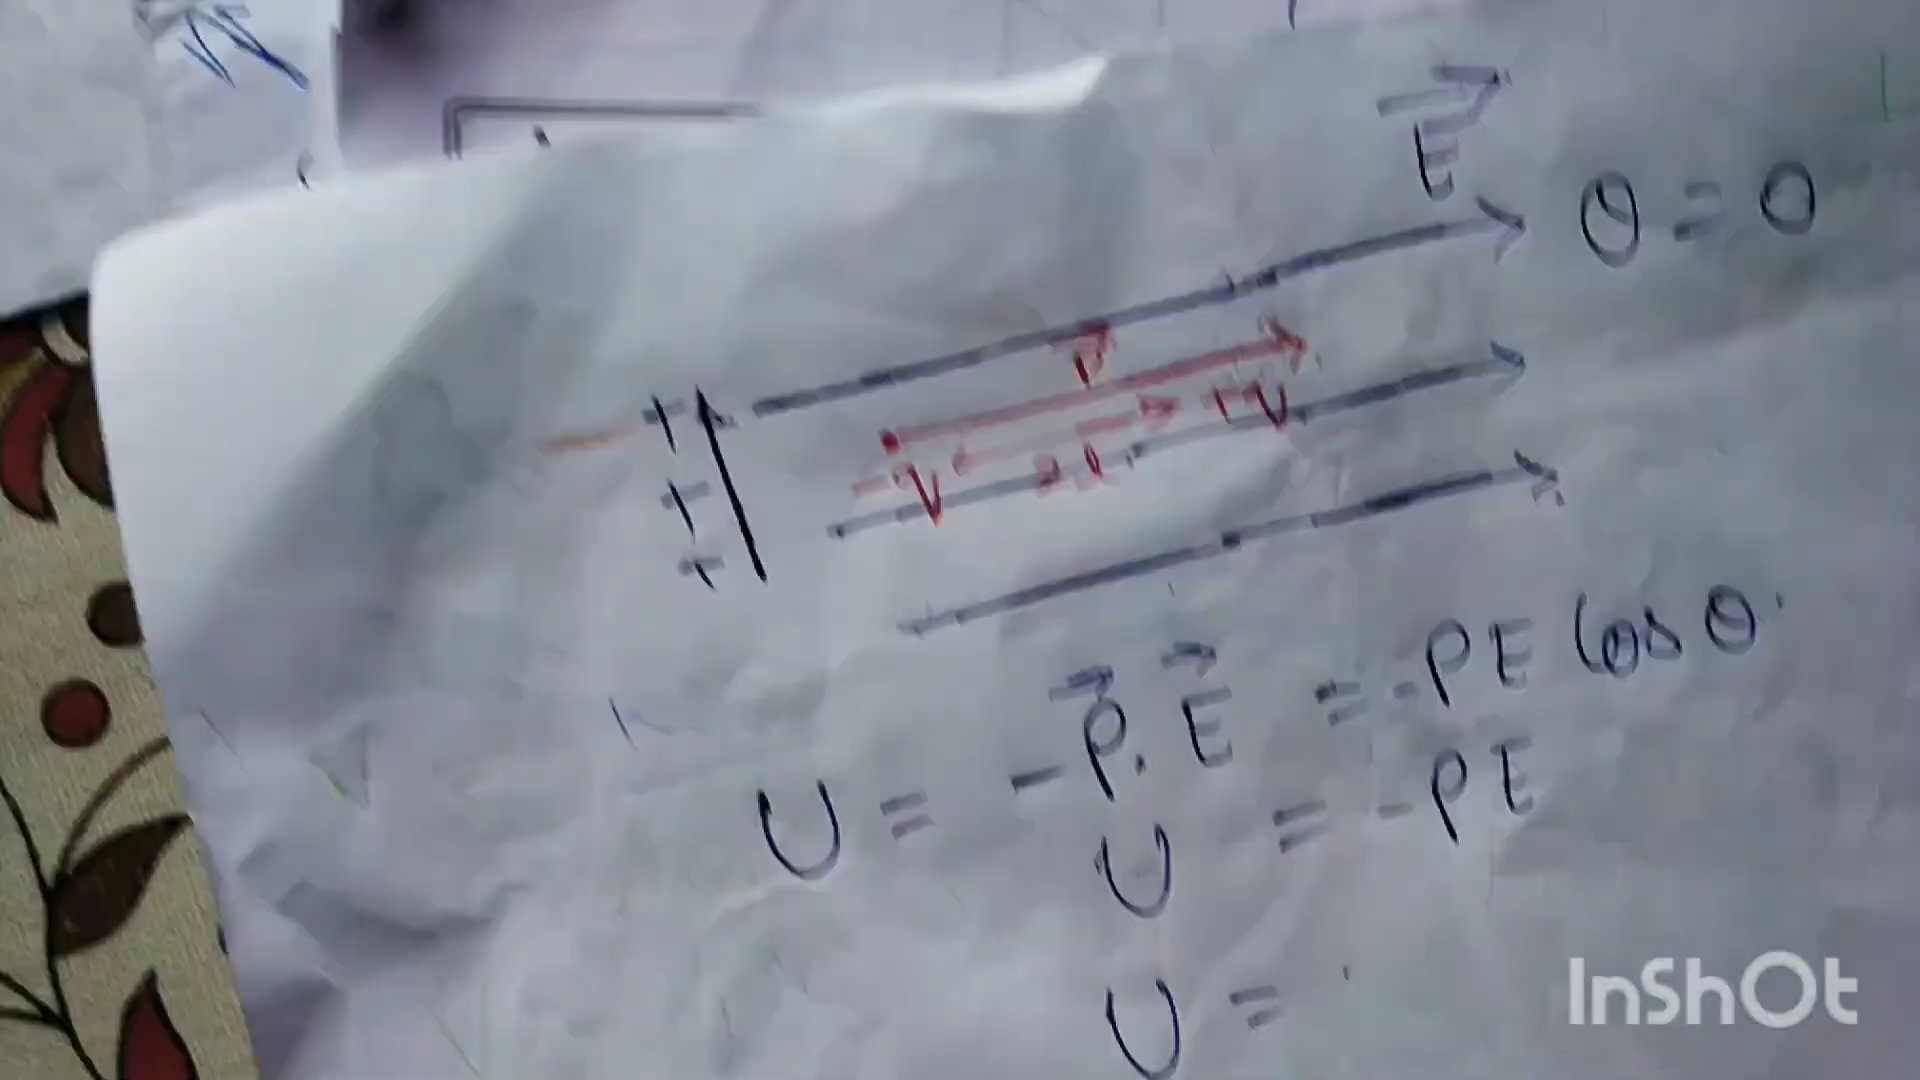 E
θ = 0
P
U = -P . E = -PE Cos θ
U = -PE
U =
InShOt